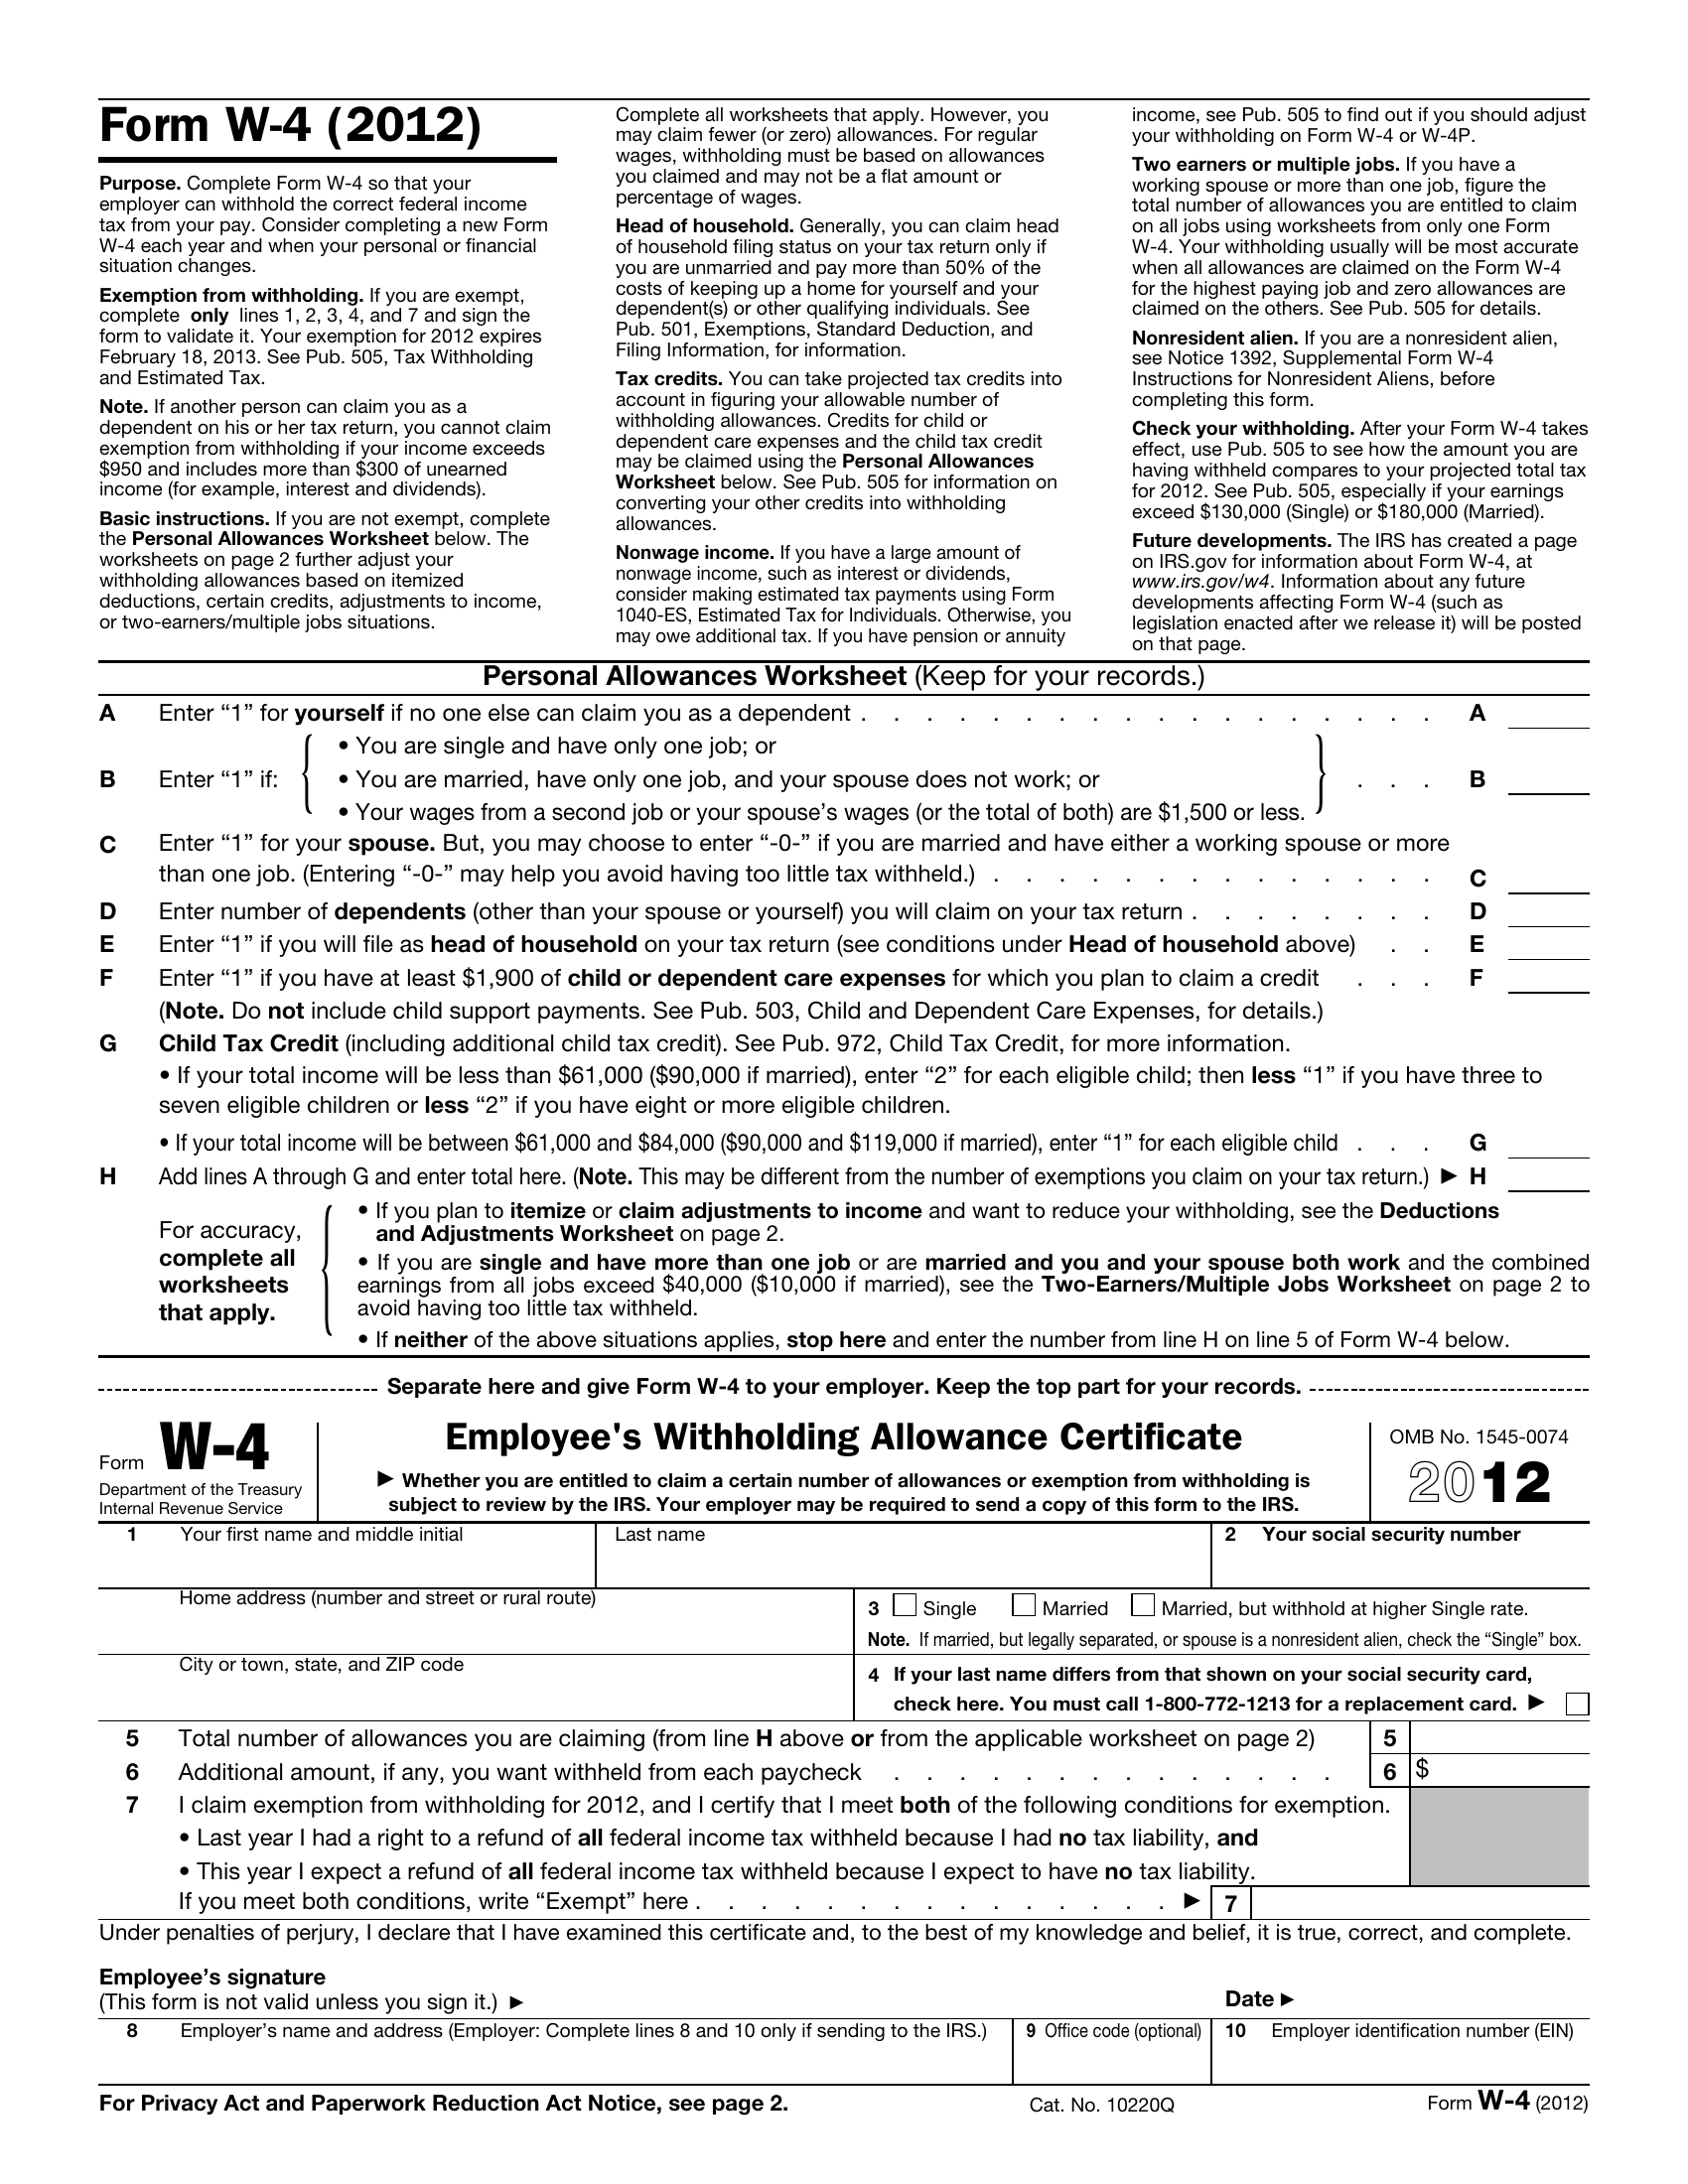 Form W-4 (2012)
Purpose. Complete Form W-4 so that your
employer can withhold the correct federal income
tax from your pay. Consider completing a new Form
W-4 each year and when your personal or financial
situation changes.
Exemption from withholding. If you are exempt,
complete only lines 1, 2, 3, 4, and 7 and sign the
form to validate it. Your exemption for 2012 expires
February 18, 2013. See Pub. 505, Tax Withholding
and Estimated Tax.
Note. If another person can claim you as a
dependent on his or her tax return, you cannot claim
exemption from withholding if your income exceeds
$950 and includes more than $300 of unearned
income (for example, interest and dividends).
Basic instructions. If you are not exempt, complete
the Personal Allowances Worksheet below. The
worksheets on page 2 further adjust your
withholding allowances based on itemized
deductions, certain credits, adjustments to income,
or two-earners/multiple jobs situations.
Complete all worksheets that apply. However, you
may claim fewer (or zero) allowances. For regular
wages, withholding must be based on allowances
you claimed and may not be a flat amount or
percentage of wages.
Head of household. Generally, you can claim head
of household filing status on your tax return only if
you are unmarried and pay more than 50% of the
costs of keeping up a home for yourself and your
dependent(s) or other qualifying individuals. See
Pub. 501, Exemptions, Standard Deduction, and
Filing Information, for information.
Tax credits. You can take projected tax credits into
account in figuring your allowable number of
withholding allowances. Credits for child or
dependent care expenses and the child tax credit
may be claimed using the Personal Allowances
Worksheet below. See Pub. 505 for information on
converting your other credits into withholding
allowances.
Nonwage income. If you have a large amount of
nonwage income, such as interest or dividends,
consider making estimated tax payments using Form
1040-ES, Estimated Tax for Individuals. Otherwise, you
may owe additional tax. If you have pension or annuity
income, see Pub. 505 to find out if you should adjust
your withholding on Form W-4 or W-4P.
Two earners or multiple jobs. If you have a
working spouse or more than one job, figure the
total number of allowances you are entitled to claim
on all jobs using worksheets from only one Form
W-4. Your withholding usually will be most accurate
when all allowances are claimed on the Form W-4
for the highest paying job and zero allowances are
claimed on the others. See Pub. 505 for details.
Nonresident alien. If you are a nonresident alien,
see Notice 1392, Supplemental Form W-4
Instructions for Nonresident Aliens, before
completing this form.
Check your withholding. After your Form W-4 takes
effect, use Pub. 505 to see how the amount you are
having withheld compares to your projected total tax
for 2012. See Pub. 505, especially if your earnings
exceed $130,000 (Single) or $180,000 (Married).
Future developments. The IRS has created a page
on IRS.gov for information about Form W-4, at
www.irs.gov/w4. Information about any future
developments affecting Form W-4 (such as
legislation enacted after we release it) will be posted
on that page.
Personal Allowances Worksheet (Keep for your records.)
A Enter “1” for yourself if no one else can claim you as a dependent . . . . . . . . . . . . . . . . . . A
• You are single and have only one job; or
B Enter “1” if: { • You are married, have only one job, and your spouse does not work; or } . . . B
• Your wages from a second job or your spouse’s wages (or the total of both) are $1,500 or less.
C Enter “1” for your spouse. But, you may choose to enter “-0-” if you are married and have either a working spouse or more
than one job. (Entering “-0-” may help you avoid having too little tax withheld.) . . . . . . . . . . . . . . C
D Enter number of dependents (other than your spouse or yourself) you will claim on your tax return . . . . . . . . D
E Enter “1” if you will file as head of household on your tax return (see conditions under Head of household above) . . E
F Enter “1” if you have at least $1,900 of child or dependent care expenses for which you plan to claim a credit . . . F
(Note. Do not include child support payments. See Pub. 503, Child and Dependent Care Expenses, for details.)
G Child Tax Credit (including additional child tax credit). See Pub. 972, Child Tax Credit, for more information.
• If your total income will be less than $61,000 ($90,000 if married), enter “2” for each eligible child; then less “1” if you have three to
seven eligible children or less “2” if you have eight or more eligible children.
• If your total income will be between $61,000 and $84,000 ($90,000 and $119,000 if married), enter “1” for each eligible child . . . G
H Add lines A through G and enter total here. (Note. This may be different from the number of exemptions you claim on your tax return.) ► H
For accuracy,
complete all
worksheets
that apply.
• If you plan to itemize or claim adjustments to income and want to reduce your withholding, see the Deductions
and Adjustments Worksheet on page 2.
• If you are single and have more than one job or are married and you and your spouse both work and the combined
earnings from all jobs exceed $40,000 ($10,000 if married), see the Two-Earners/Multiple Jobs Worksheet on page 2 to
avoid having too little tax withheld.
• If neither of the above situations applies, stop here and enter the number from line H on line 5 of Form W-4 below.
Separate here and give Form W-4 to your employer. Keep the top part for your records.
Form W-4
Department of the Treasury
Internal Revenue Service
Employee's Withholding Allowance Certificate
► Whether you are entitled to claim a certain number of allowances or exemption from withholding is
subject to review by the IRS. Your employer may be required to send a copy of this form to the IRS.
OMB No. 1545-0074
2012
1 Your first name and middle initial Last name 2 Your social security number
Home address (number and street or rural route)
3 Single Married Married, but withhold at higher Single rate.
Note. If married, but legally separated, or spouse is a nonresident alien, check the “Single” box.
City or town, state, and ZIP code
4 If your last name differs from that shown on your social security card,
check here. You must call 1-800-772-1213 for a replacement card. ►
5 Total number of allowances you are claiming (from line H above or from the applicable worksheet on page 2) 5
6 Additional amount, if any, you want withheld from each paycheck . . . . . . . . . . . . . . 6 $
7 I claim exemption from withholding for 2012, and I certify that I meet both of the following conditions for exemption.
• Last year I had a right to a refund of all federal income tax withheld because I had no tax liability, and
• This year I expect a refund of all federal income tax withheld because I expect to have no tax liability.
If you meet both conditions, write “Exempt” here . . . . . . . . . . . . . . . ► 7
Under penalties of perjury, I declare that I have examined this certificate and, to the best of my knowledge and belief, it is true, correct, and complete.
Employee’s signature
(This form is not valid unless you sign it.) ► Date ►
8 Employer’s name and address (Employer: Complete lines 8 and 10 only if sending to the IRS.) 9 Office code (optional) 10 Employer identification number (EIN)
For Privacy Act and Paperwork Reduction Act Notice, see page 2. Cat. No. 10220Q Form W-4 (2012)